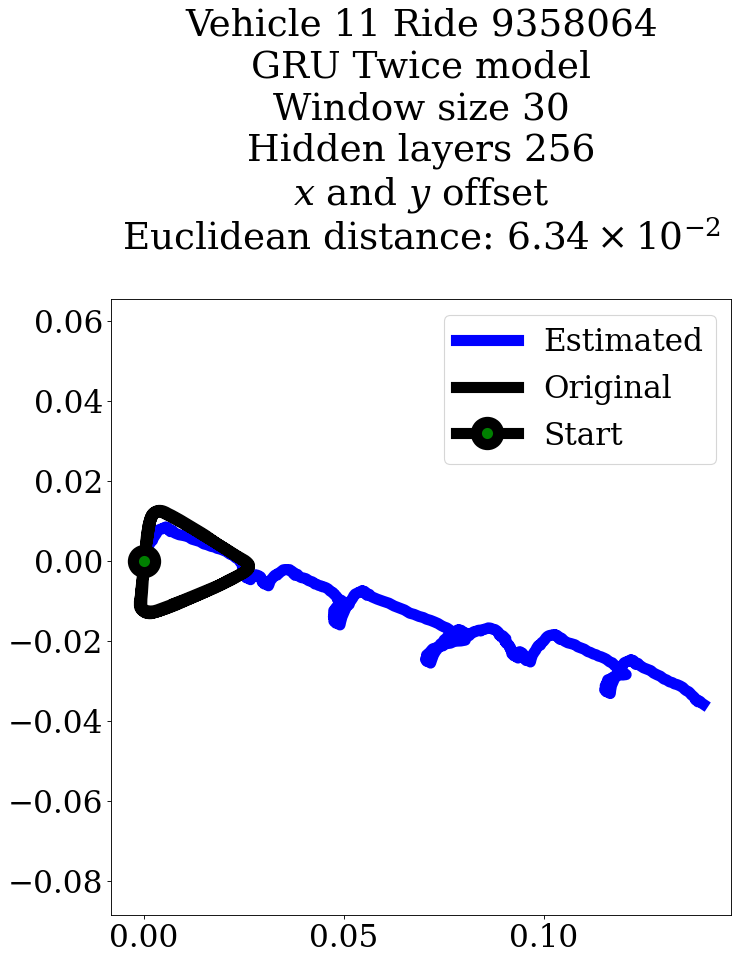 Vehicle 11 Ride 9358064
GRU Twice model
Window size 30
Hidden layers 256
x and y offset
Euclidean distance: 6.34 × 10⁻²
Estimated
Original
Start
0.06
0.04
0.02
0.00
−0.02
−0.04
−0.06
−0.08
0.00 0.05 0.10